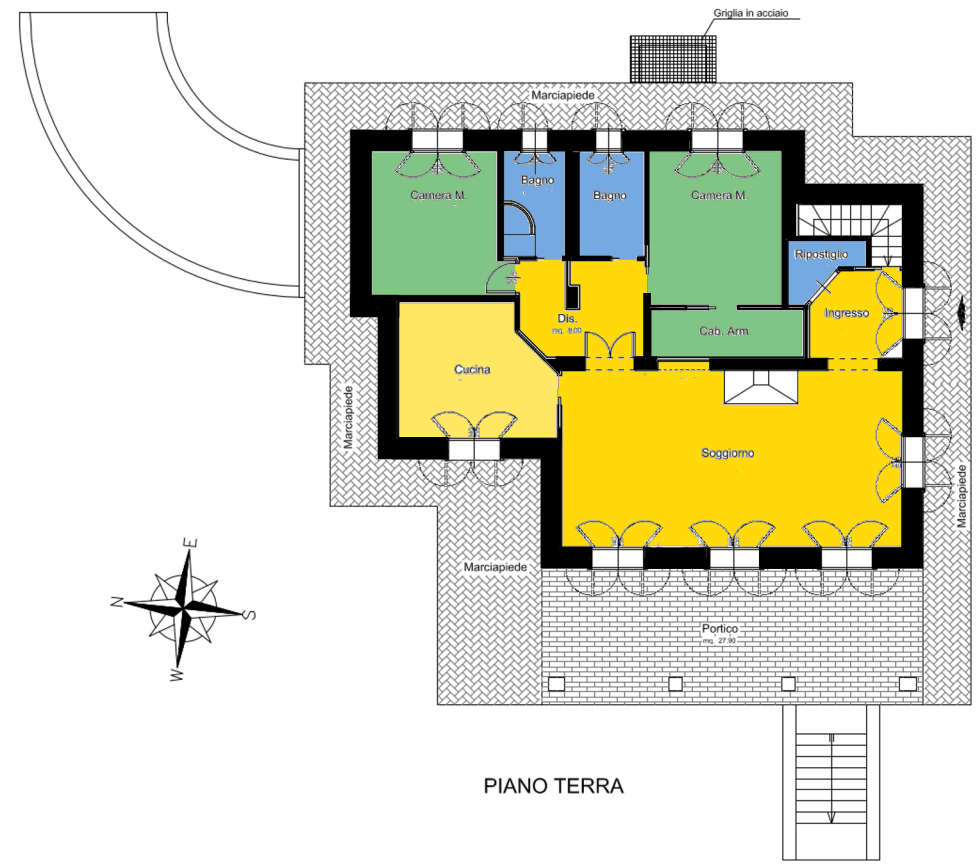 Griglia in acciaio
Marciapiede
Camera M.
Bagno
Bagno
Camera M.
Ripostiglio
Ingresso
Dis.
mq. 8.00
Cab. Arm.
Cucina
Marciapiede
Soggiorno
Marciapiede
Marciapiede
E
N
S
W
Portico
mq. 27.90
PIANO TERRA